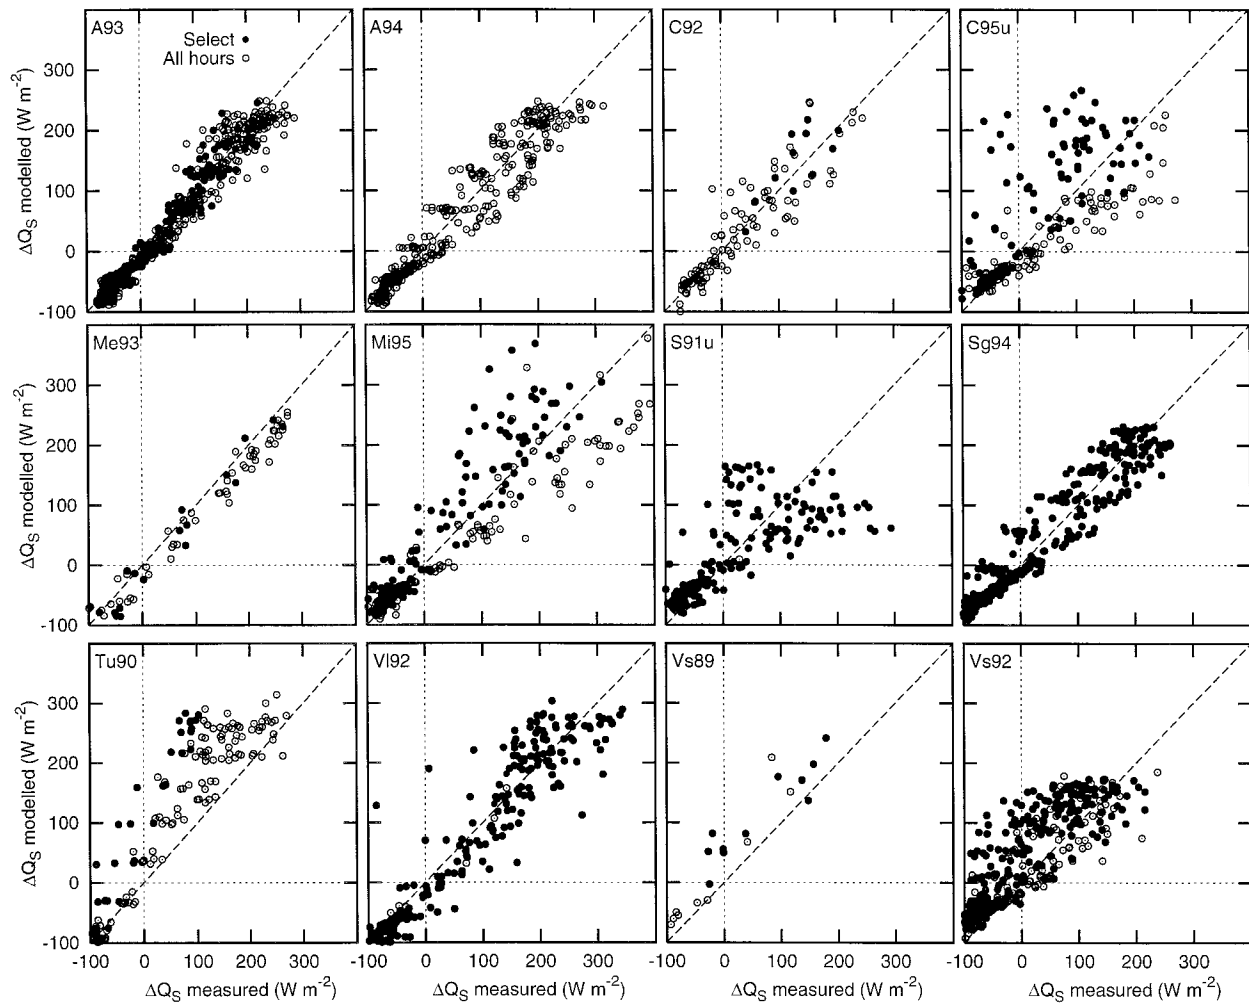 A93
Select
All hours
A94
C92
C95u
300
200
100
0
-100
ΔQS modelled (W m-2)
Me93
Mi95
S91u
Sg94
300
200
100
0
-100
ΔQS modelled (W m-2)
Tu90
Vl92
Vs89
Vs92
300
200
100
0
-100
ΔQS modelled (W m-2)
-100 0 100 200 300
-100 0 100 200 300
-100 0 100 200 300
-100 0 100 200 300
ΔQS measured (W m-2)
ΔQS measured (W m-2)
ΔQS measured (W m-2)
ΔQS measured (W m-2)